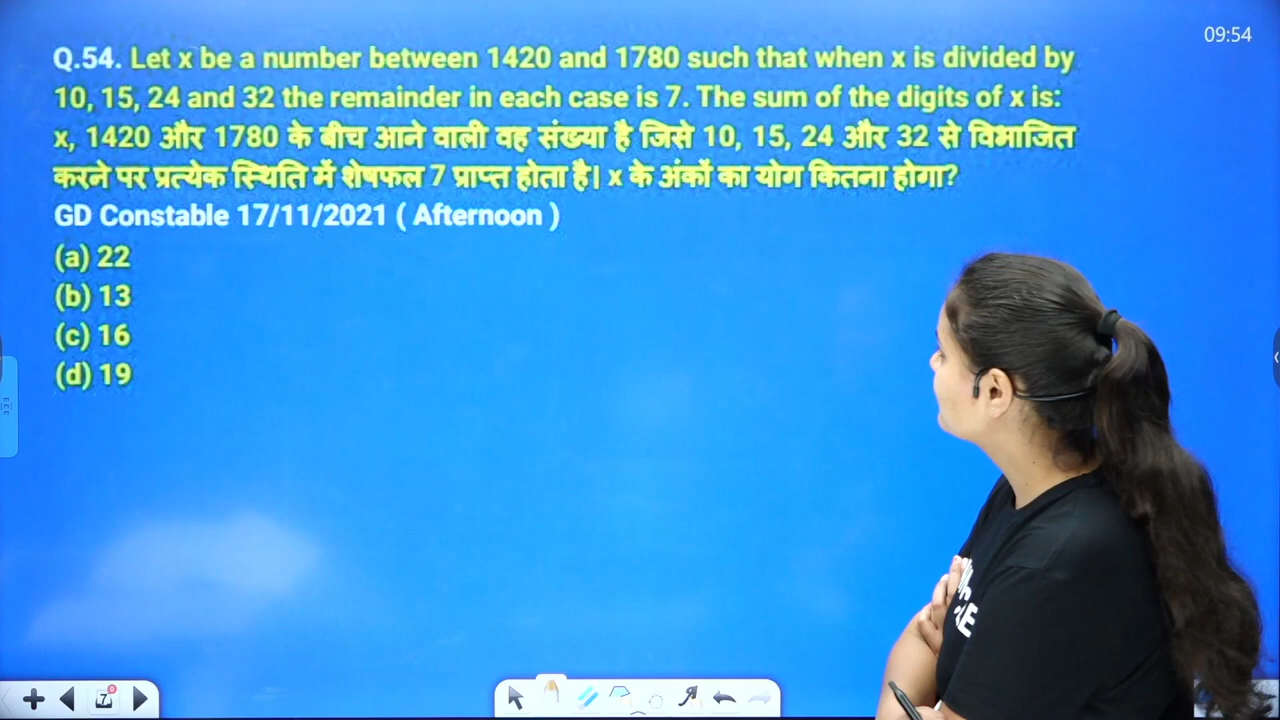 09:54
Q.54. Let x be a number between 1420 and 1780 such that when x is divided by
10, 15, 24 and 32 the remainder in each case is 7. The sum of the digits of x is:
x, 1420 और 1780 के बीच आने वाली वह संख्या है जिसे 10, 15, 24 और 32 से विभाजित
करने पर प्रत्येक स्थिति में शेषफल 7 प्राप्त होता है। x के अंकों का योग कितना होगा?
GD Constable 17/11/2021 ( Afternoon )
(a) 22
(b) 13
(c) 16
(d) 19